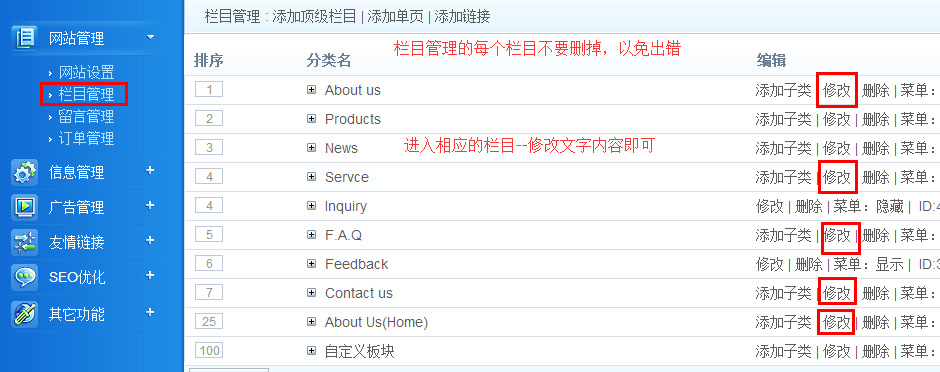 栏目管理 : 添加顶级栏目 | 添加单页 | 添加链接
网站管理
网站设置
栏目管理
留言管理
订单管理
信息管理
广告管理
友情链接
SEO优化
其它功能
栏目管理的每个栏目不要删掉，以免出错
排序 分类名 编辑
1 About us 添加子类 | 修改 | 删除 | 菜单：
2 Products 添加子类 | 修改 | 删除 | 菜单：
进入相应的栏目--修改文字内容即可
3 News 添加子类 | 修改 | 删除 | 菜单：
4 Servce 添加子类 | 修改 | 删除 | 菜单：
4 Inquiry 修改 | 删除 | 菜单：隐藏 | ID:4
5 F.A.Q 添加子类 | 修改 | 删除 | 菜单：
6 Feedback 修改 | 删除 | 菜单：显示 | ID:3
7 Contact us 添加子类 | 修改 | 删除 | 菜单：
25 About Us(Home) 添加子类 | 修改 | 删除 | 菜单：
100 自定义板块 添加子类 | 修改 | 删除 | 菜单：